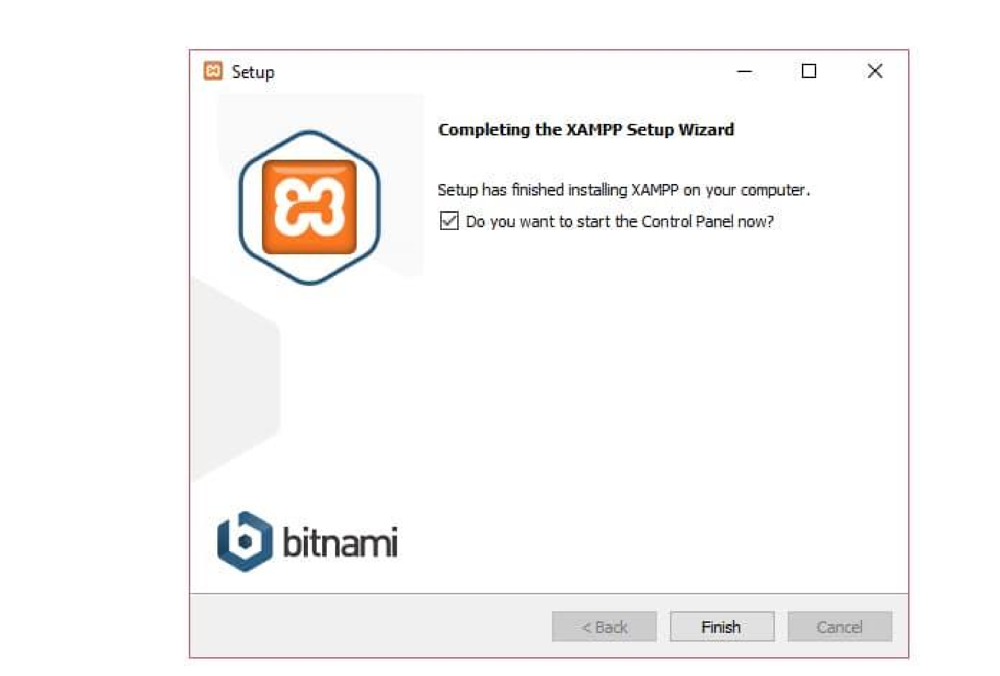 Setup
Completing the XAMPP Setup Wizard
Setup has finished installing XAMPP on your computer.
Do you want to start the Control Panel now?
bitnami
< Back
Finish
Cancel